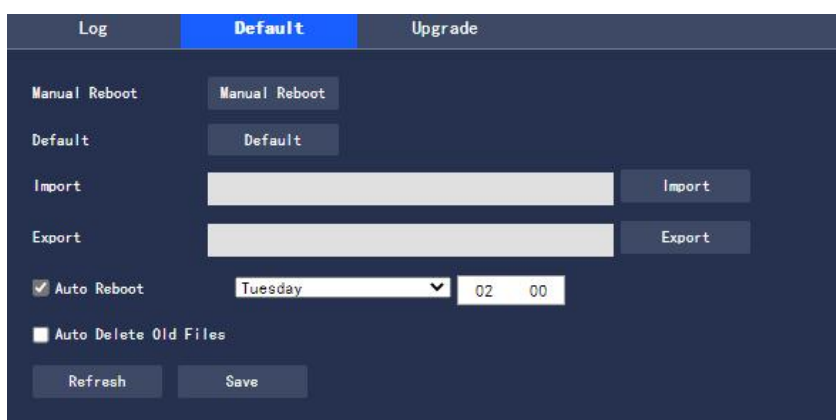 Log Default Upgrade
Manual Reboot Manual Reboot
Default Default
Import Import
Export Export
Auto Reboot Tuesday 02 00
Auto Delete Old Files
Refresh Save